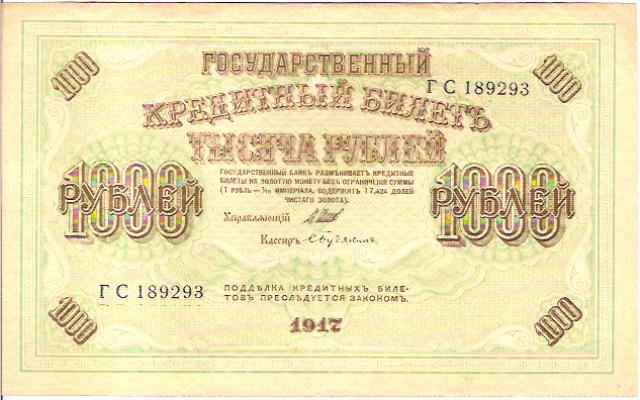 1000
1000
ГОСУДАРСТВЕННЫЙ
ГС 189293
КРЕДИТНЫЙ БИЛЕТЪ
ТЫСЯЧА РУБЛЕЙ
ГОСУДАРСТВЕННЫЙ БАНКЪ РАЗМѢНИВАЕТЪ КРЕДИТНЫЕ
БИЛЕТЫ НА ЗОЛОТУЮ МОНЕТУ БЕЗЪ ОГРАНИЧЕНІЯ СУММЫ
(1 РУБЛЬ = 1/15 ИМПЕРІАЛА, СОДЕРЖИТЪ 17,424 ДОЛЕЙ
ЧИСТАГО ЗОЛОТА).
1000 РУБЛЕЙ
1000 РУБЛЕЙ
Управляющій
Кассиръ
ГС 189293
ПОДДѢЛКА КРЕДИТНЫХЪ БИЛЕ-
ТОВЪ ПРЕСЛѢДУЕТСЯ ЗАКОНОМЪ.
1000
1917
1000